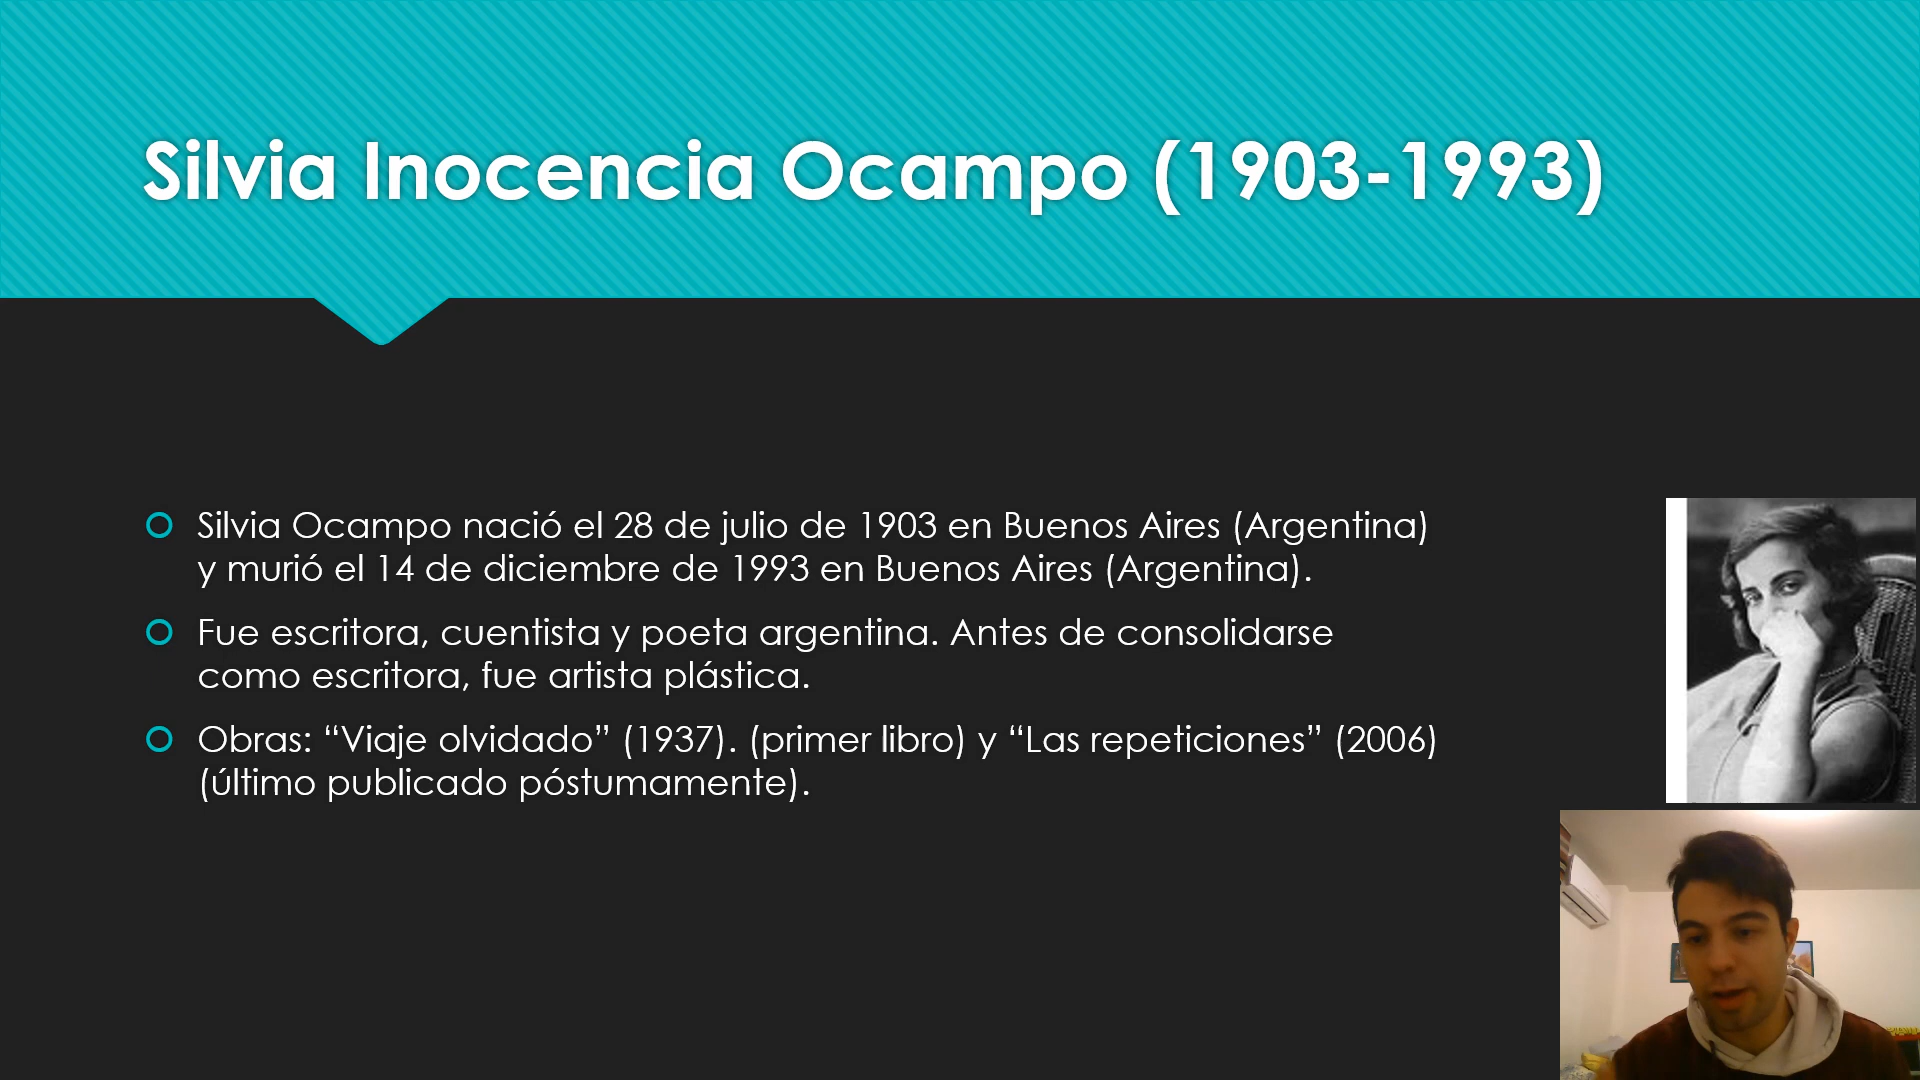 Silvia Inocencia Ocampo (1903-1993)
Silvia Ocampo nació el 28 de julio de 1903 en Buenos Aires (Argentina)
y murió el 14 de diciembre de 1993 en Buenos Aires (Argentina).
Fue escritora, cuentista y poeta argentina. Antes de consolidarse
como escritora, fue artista plástica.
Obras: “Viaje olvidado” (1937). (primer libro) y “Las repeticiones” (2006)
(último publicado póstumamente).